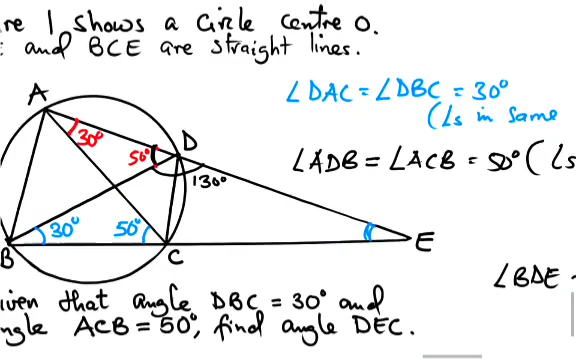 re 1 shows a circle centre O.
and BCE are straight lines.
∠DAC = ∠DBC = 30°
(∠s in same
∠ADB = ∠ACB = 50° (∠s
A
30°
50°
D
130°
30°
50°
B
C
E
∠BDE
iven that angle DBC = 30° and
ngle ACB = 50°, find angle DEC.